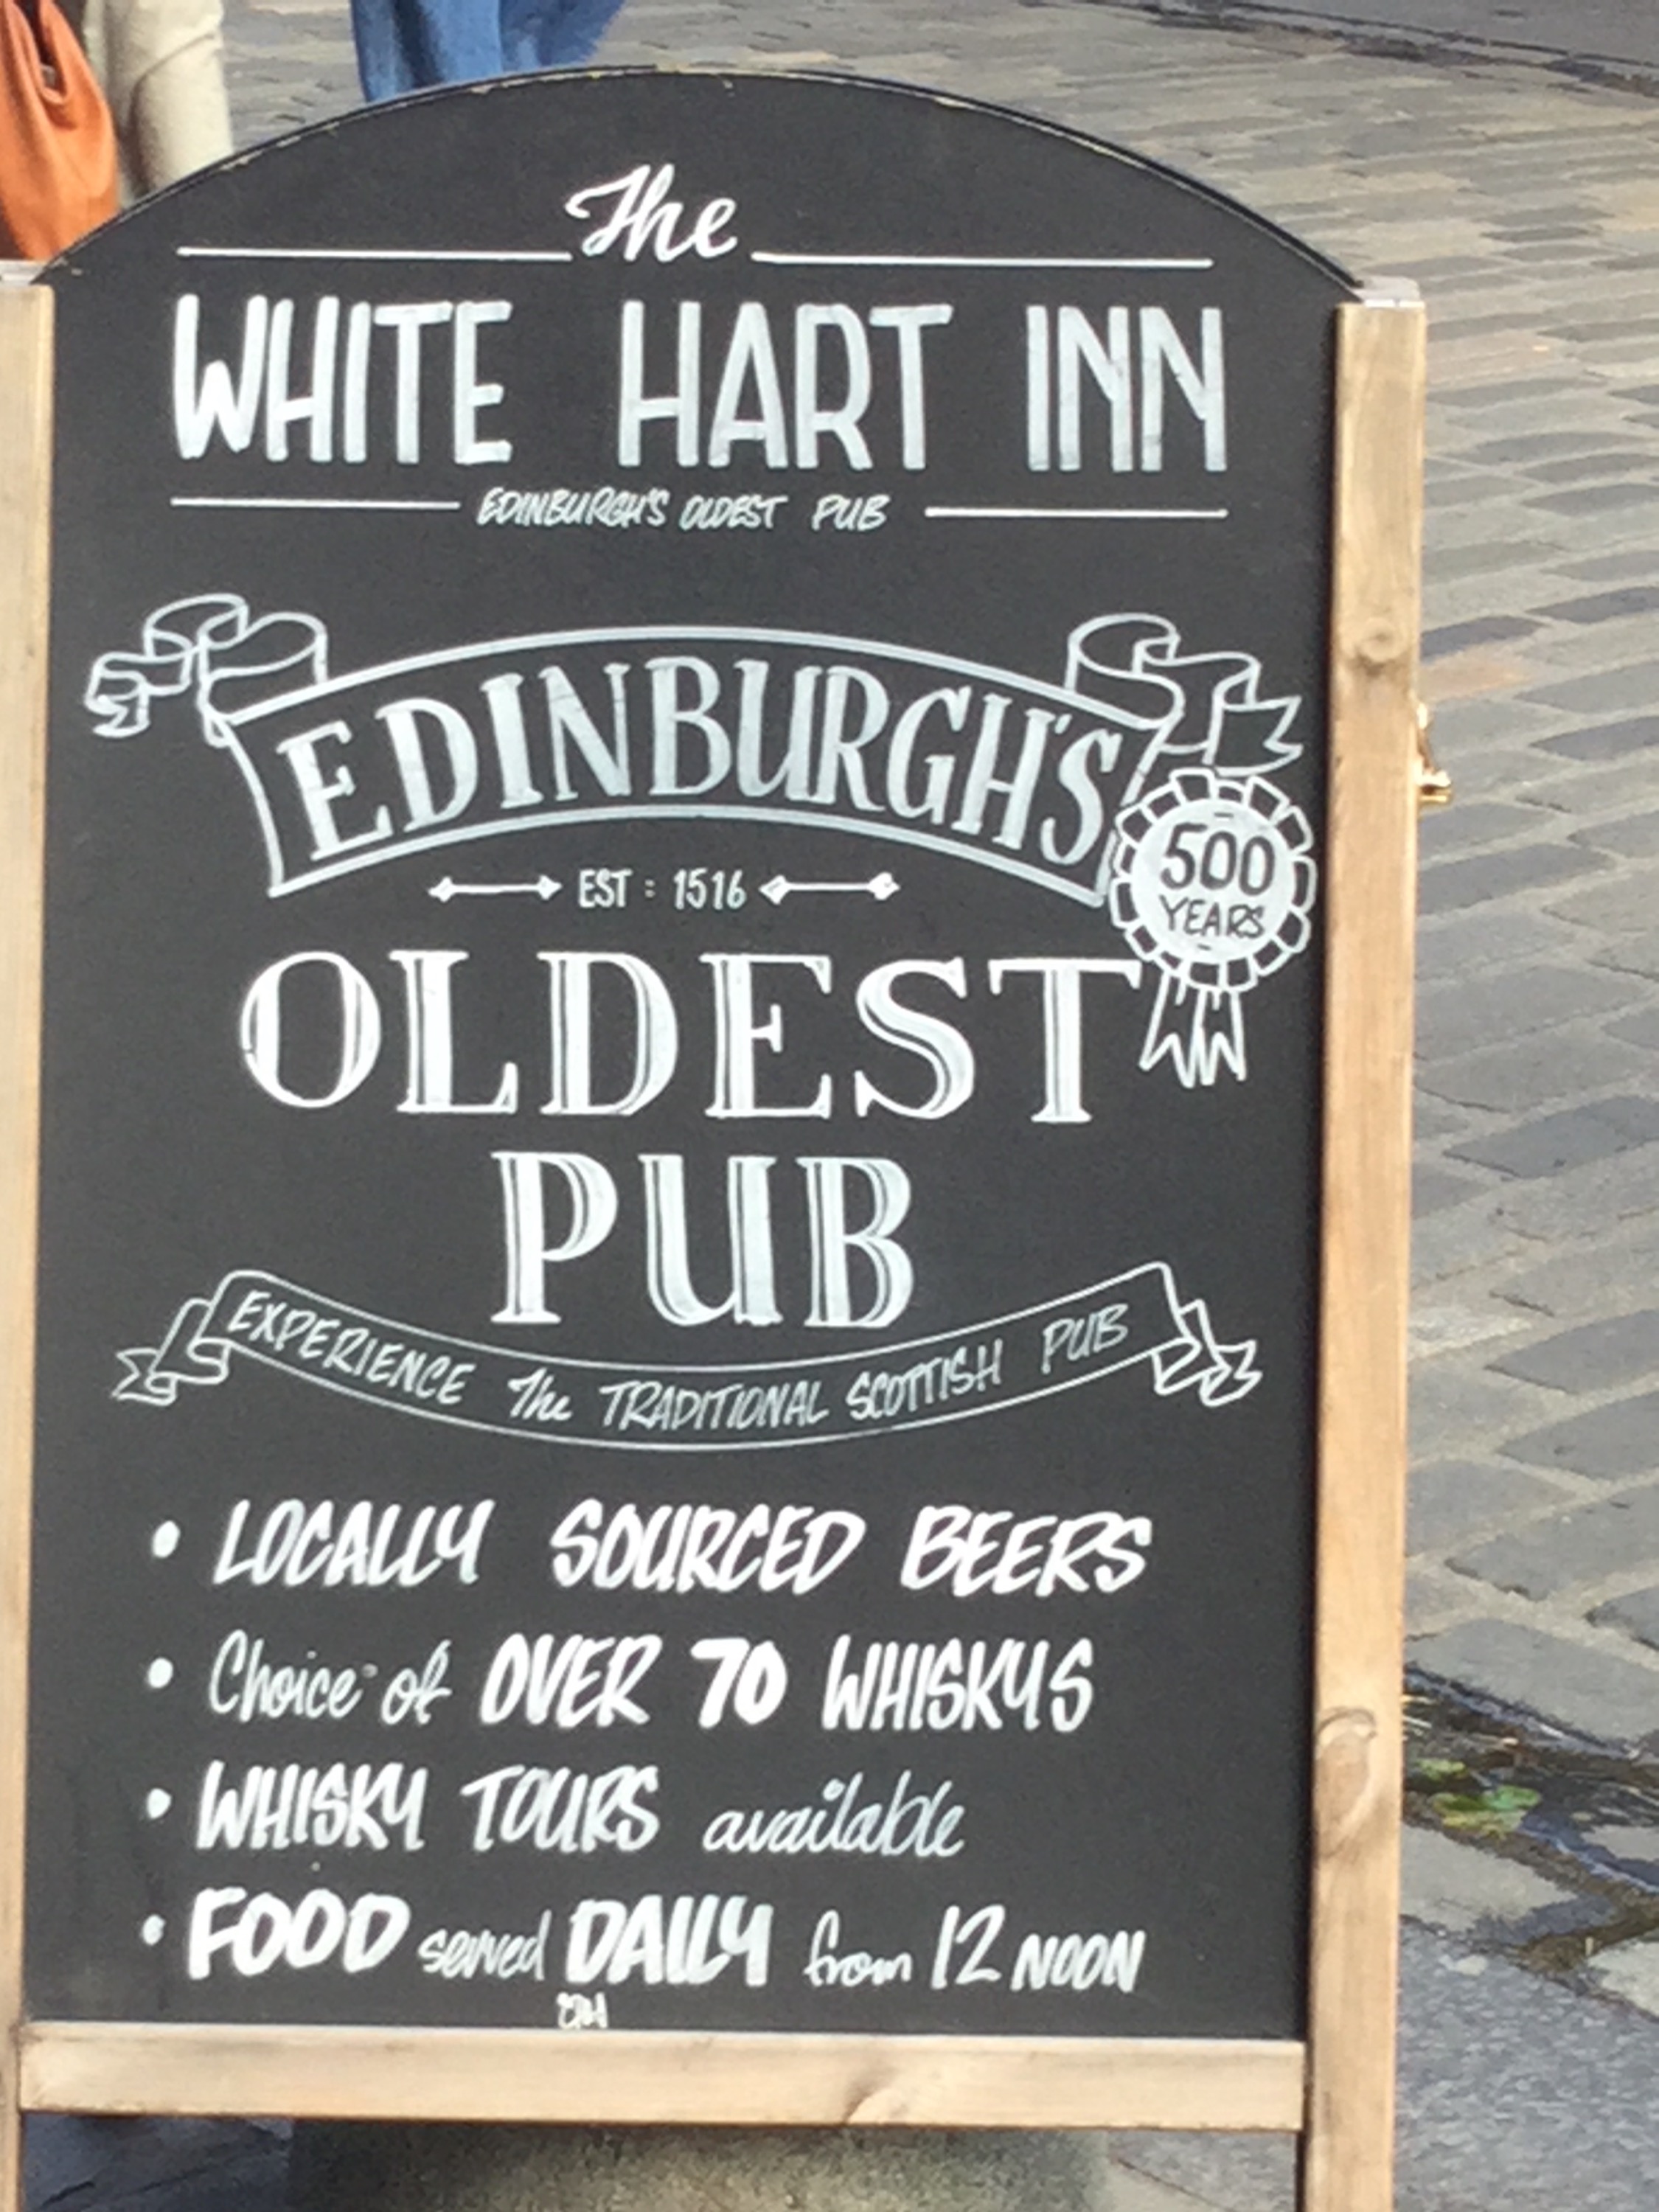 The
WHITE HART INN
EDINBURGH'S OLDEST PUB
EDINBURGH'S
500
YEARS
EST : 1516
OLDEST
PUB
EXPERIENCE The TRADITIONAL SCOTTISH PUB
• LOCALLY SOURCED BEERS
• Choice of OVER 70 WHISKYS
• WHISKY TOURS available
• FOOD served DAILY from 12 NOON